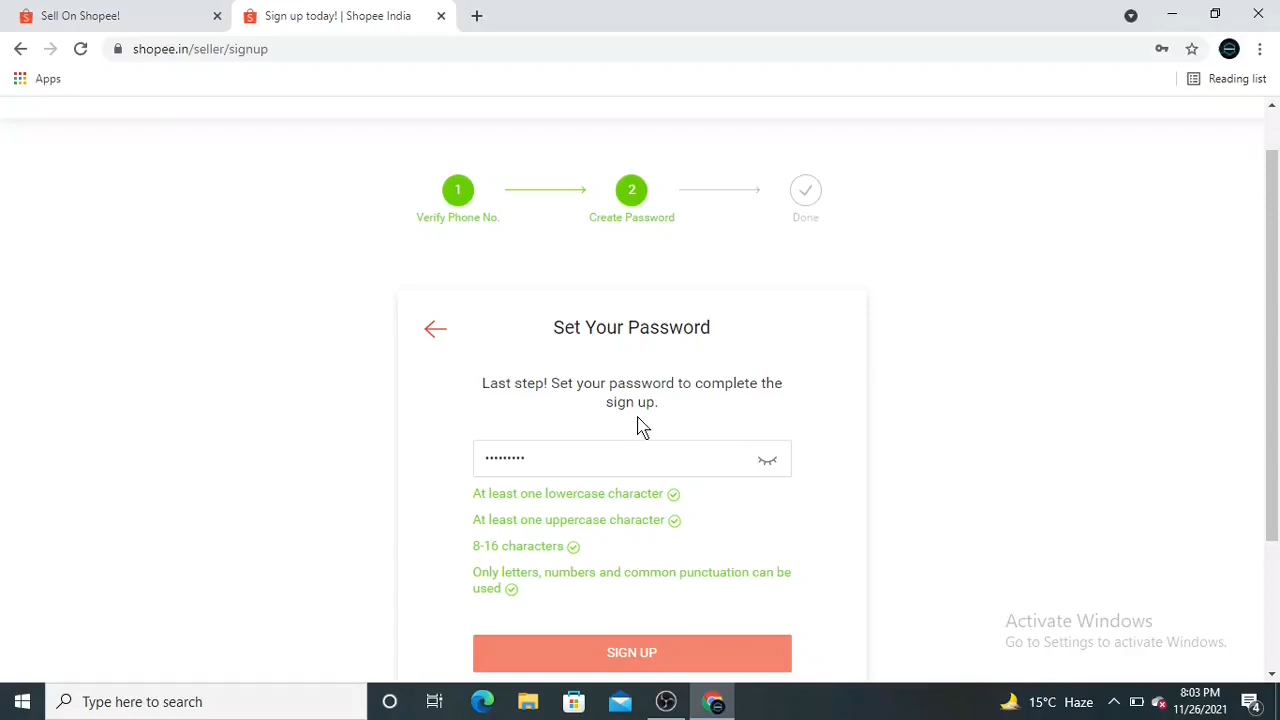 Sell On Shopee!
Sign up today! | Shopee India
shopee.in/seller/signup
Apps
Reading list
1
2
Verify Phone No.
Create Password
Done
Set Your Password
Last step! Set your password to complete the
sign up.
•••••••••
At least one lowercase character
At least one uppercase character
8-16 characters
Only letters, numbers and common punctuation can be
used
SIGN UP
Activate Windows
Go to Settings to activate Windows.
Type here to search
15°C Haze
8:03 PM
11/26/2021
4